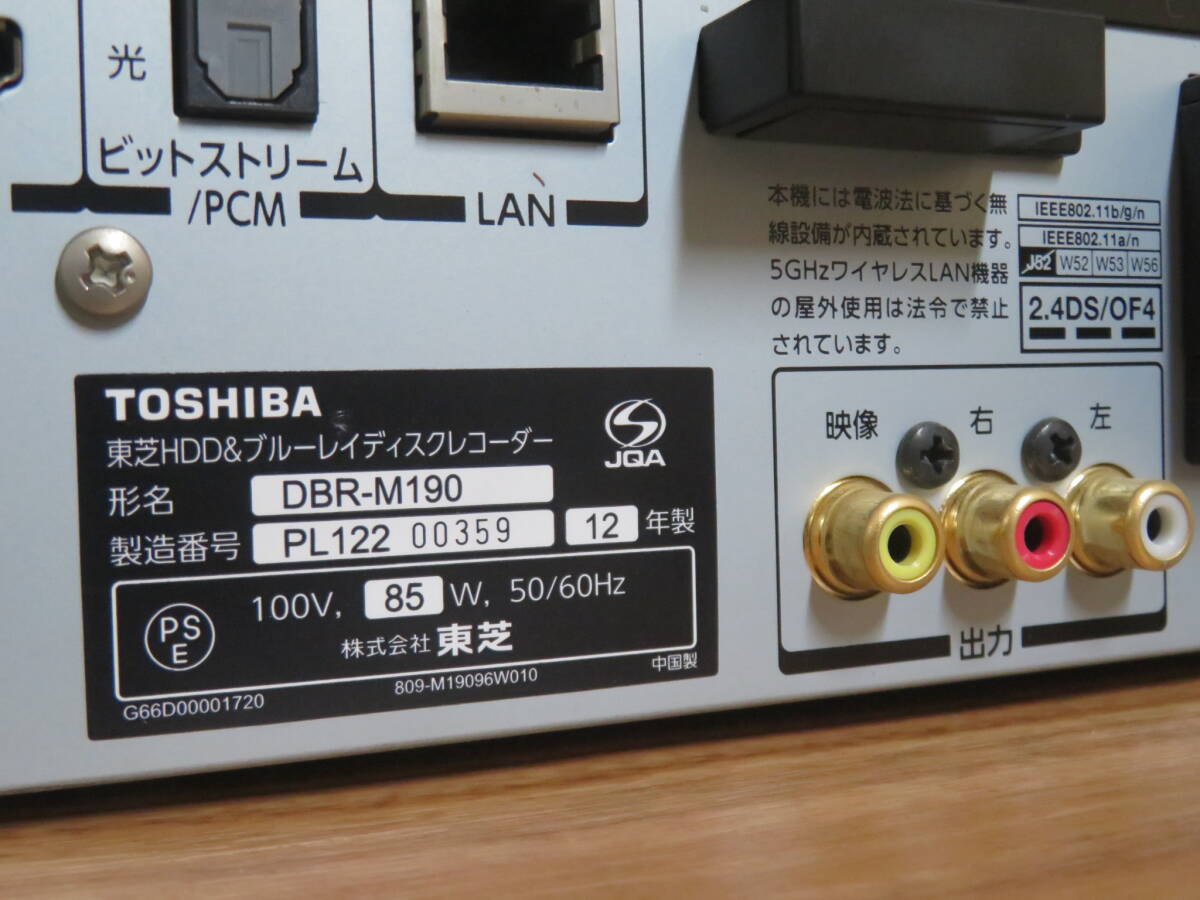 光
ビットストリーム
/PCM
LAN
本機には電波法に基づく無
線設備が内蔵されています。
5GHzワイヤレスLAN機器
の屋外使用は法令で禁止
されています。
IEEE802.11b/g/n
IEEE802.11a/n
J52 W52 W53 W56
2.4DS/OF4
TOSHIBA
東芝HDD&ブルーレイディスクレコーダー
JQA
形名 DBR-M190
製造番号 PL122 00359 12 年製
PS
E
100V, 85 W, 50/60Hz
株式会社 東芝
中国製
G66D00001720
809-M19096W010
映像 右 左
出力